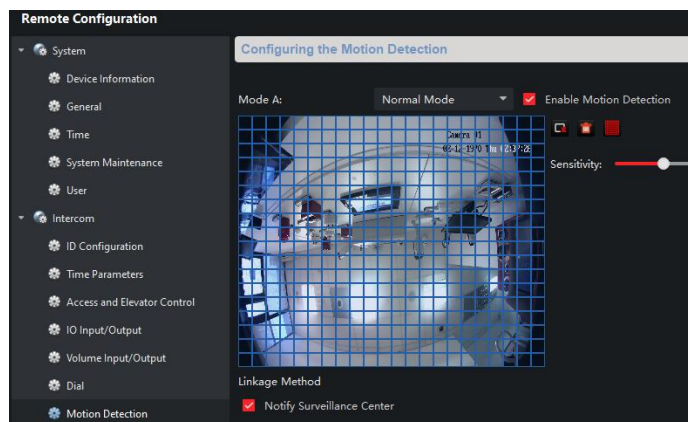 Remote Configuration
System
Device Information
General
Time
System Maintenance
User
Intercom
ID Configuration
Time Parameters
Access and Elevator Control
IO Input/Output
Volume Input/Output
Dial
Motion Detection
Configuring the Motion Detection
Mode A: Normal Mode Enable Motion Detection
Camera 01
Sensitivity:
Linkage Method
Notify Surveillance Center